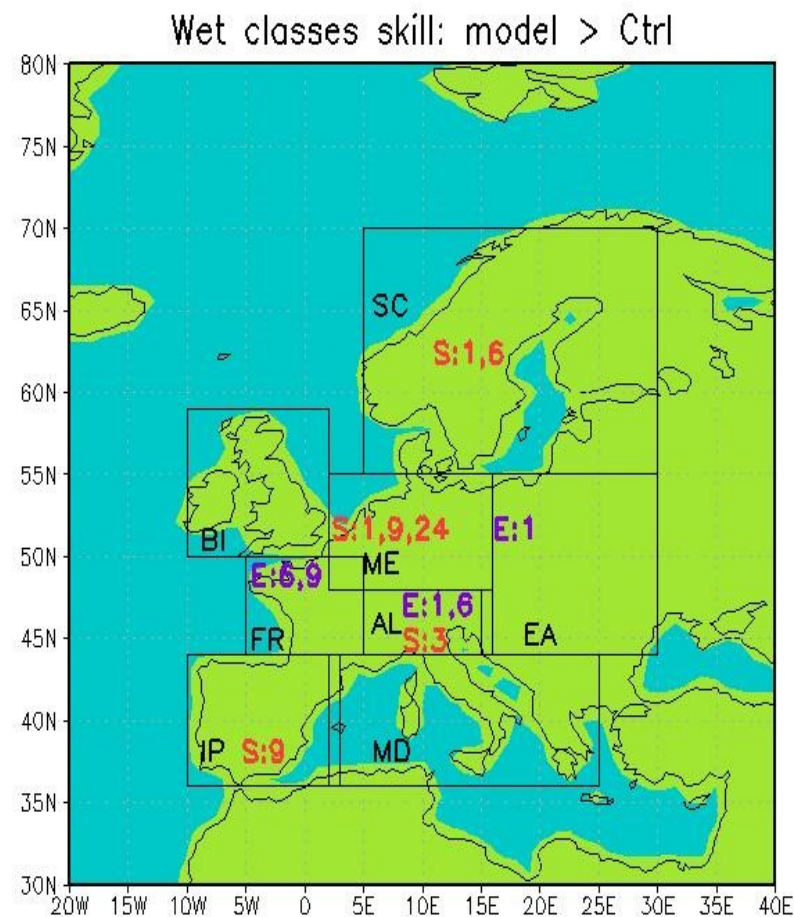 Wet classes skill: model > Ctrl
80N
75N
70N
65N
SC
S:1,6
60N
55N
BI
S:1,9,24
E:1
50N
ME
E:6,9
E:1,6
45N
FR
AL
S:3
EA
40N
IP
S:9
MD
35N
30N
20W 15W 10W 5W 0 5E 10E 15E 20E 25E 30E 35E 40E